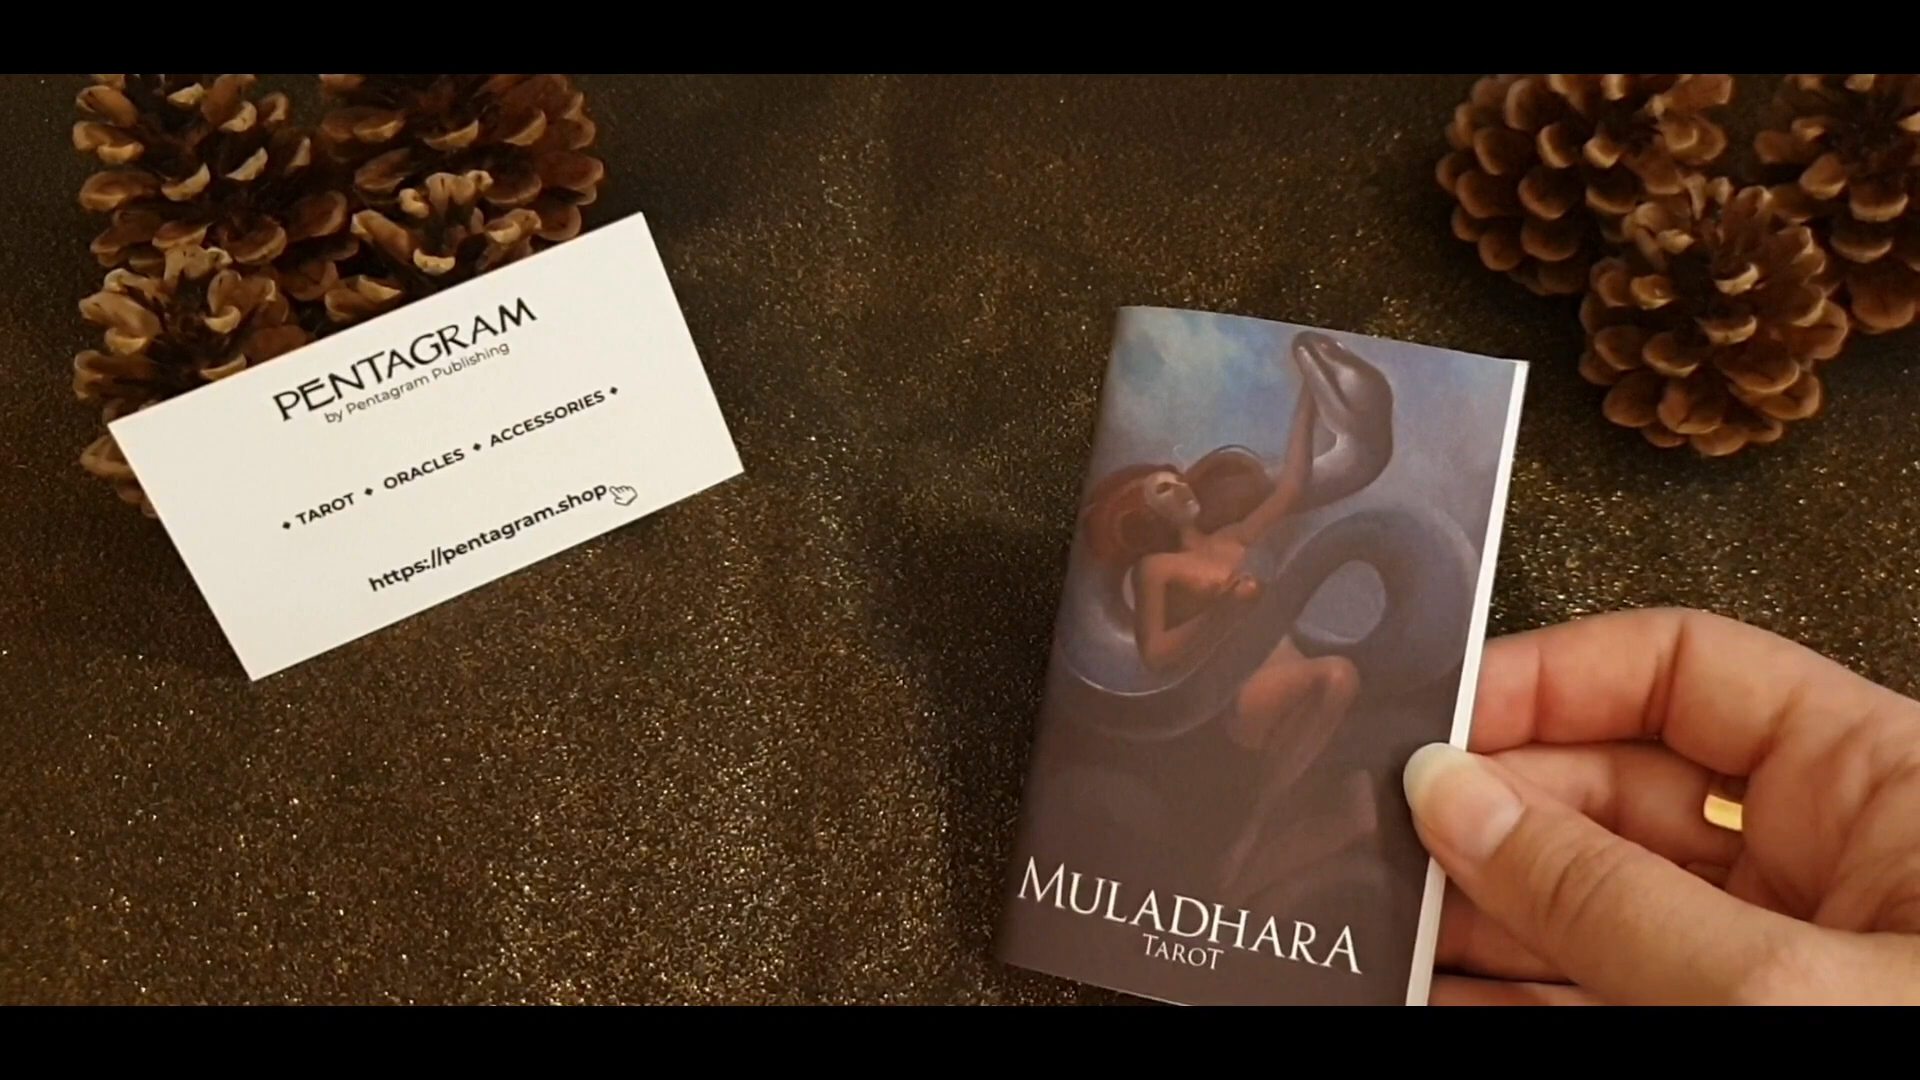 PENTAGRAM
by Pentagram Publishing
⬥ TAROT ⬥ ORACLES ⬥ ACCESSORIES ⬥
https://pentagram.shop
MULADHARA
TAROT